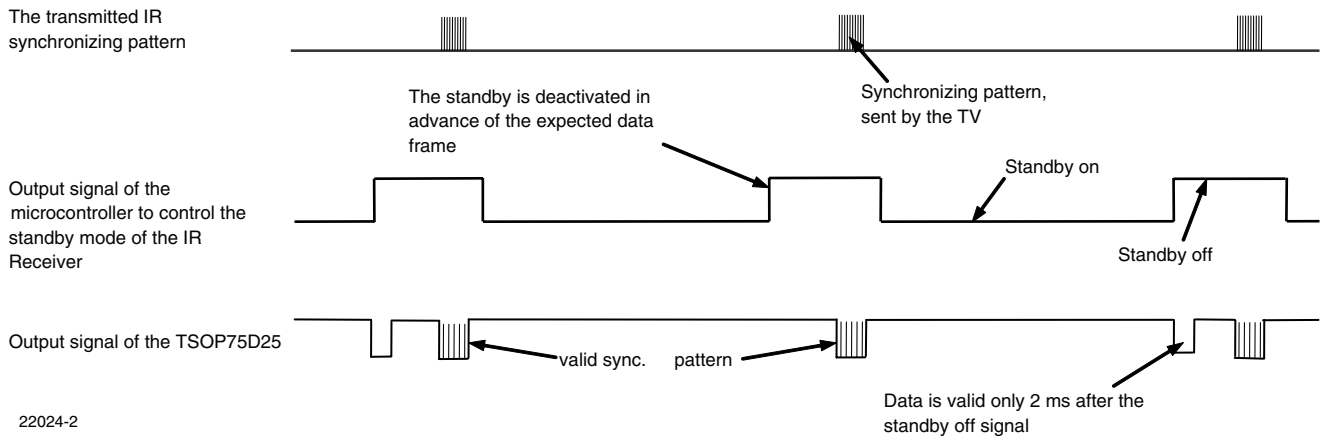 The transmitted IR
synchronizing pattern
Synchronizing pattern,
sent by the TV
The standby is deactivated in
advance of the expected data
frame
Standby on
Output signal of the
microcontroller to control the
standby mode of the IR
Receiver
Standby off
Output signal of the TSOP75D25
valid sync. pattern
Data is valid only 2 ms after the
standby off signal
22024-2